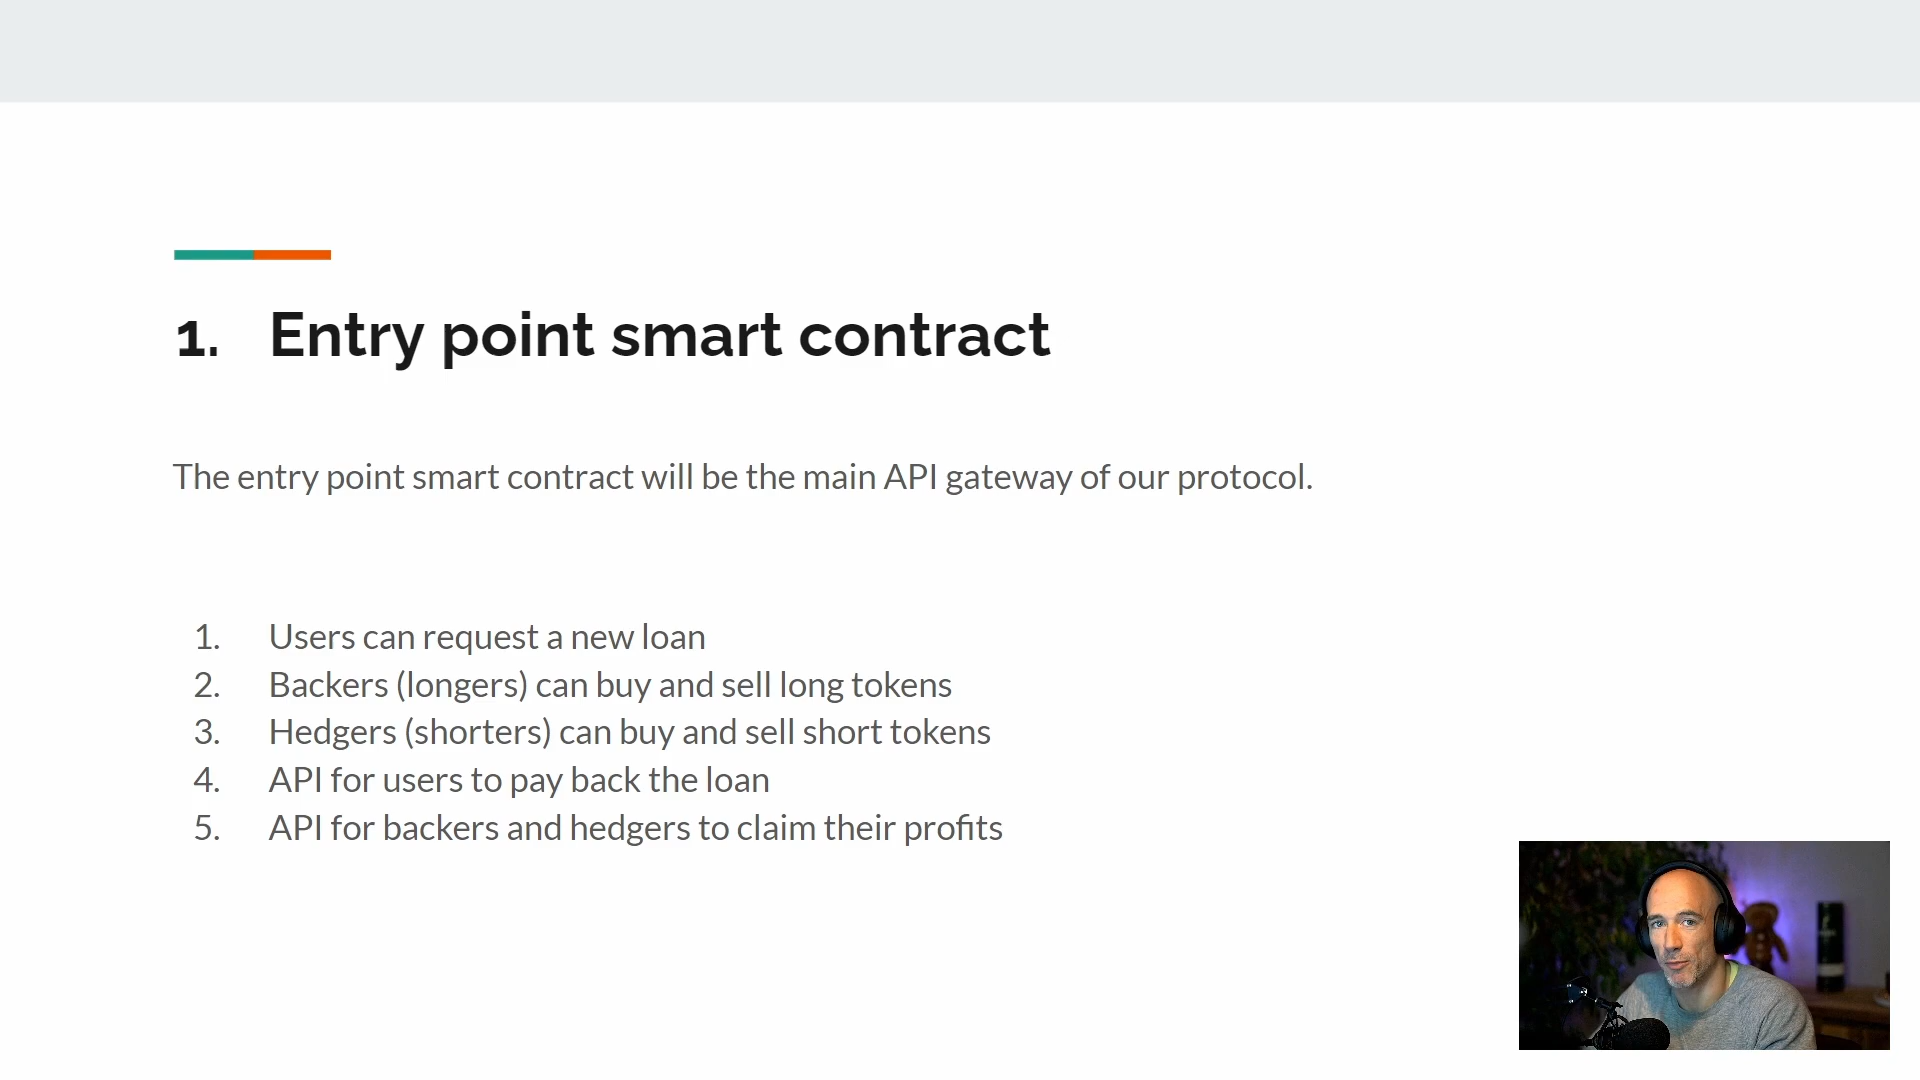 1. Entry point smart contract
The entry point smart contract will be the main API gateway of our protocol.
1. Users can request a new loan
2. Backers (longers) can buy and sell long tokens
3. Hedgers (shorters) can buy and sell short tokens
4. API for users to pay back the loan
5. API for backers and hedgers to claim their profits